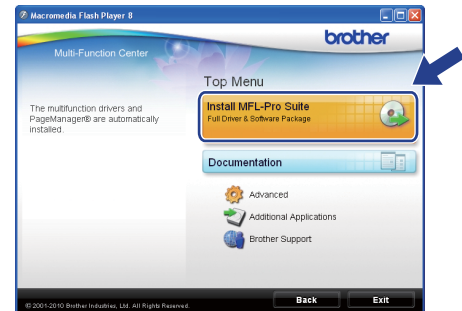 Macromedia Flash Player 8
brother
Multi-Function Center
Top Menu
The multifunction drivers and
PageManager® are automatically
installed.
Install MFL-Pro Suite
Full Driver & Software Package
Documentation
Advanced
Additional Applications
Brother Support
© 2001-2010 Brother Industries, Ltd. All Rights Reserved.
Back
Exit